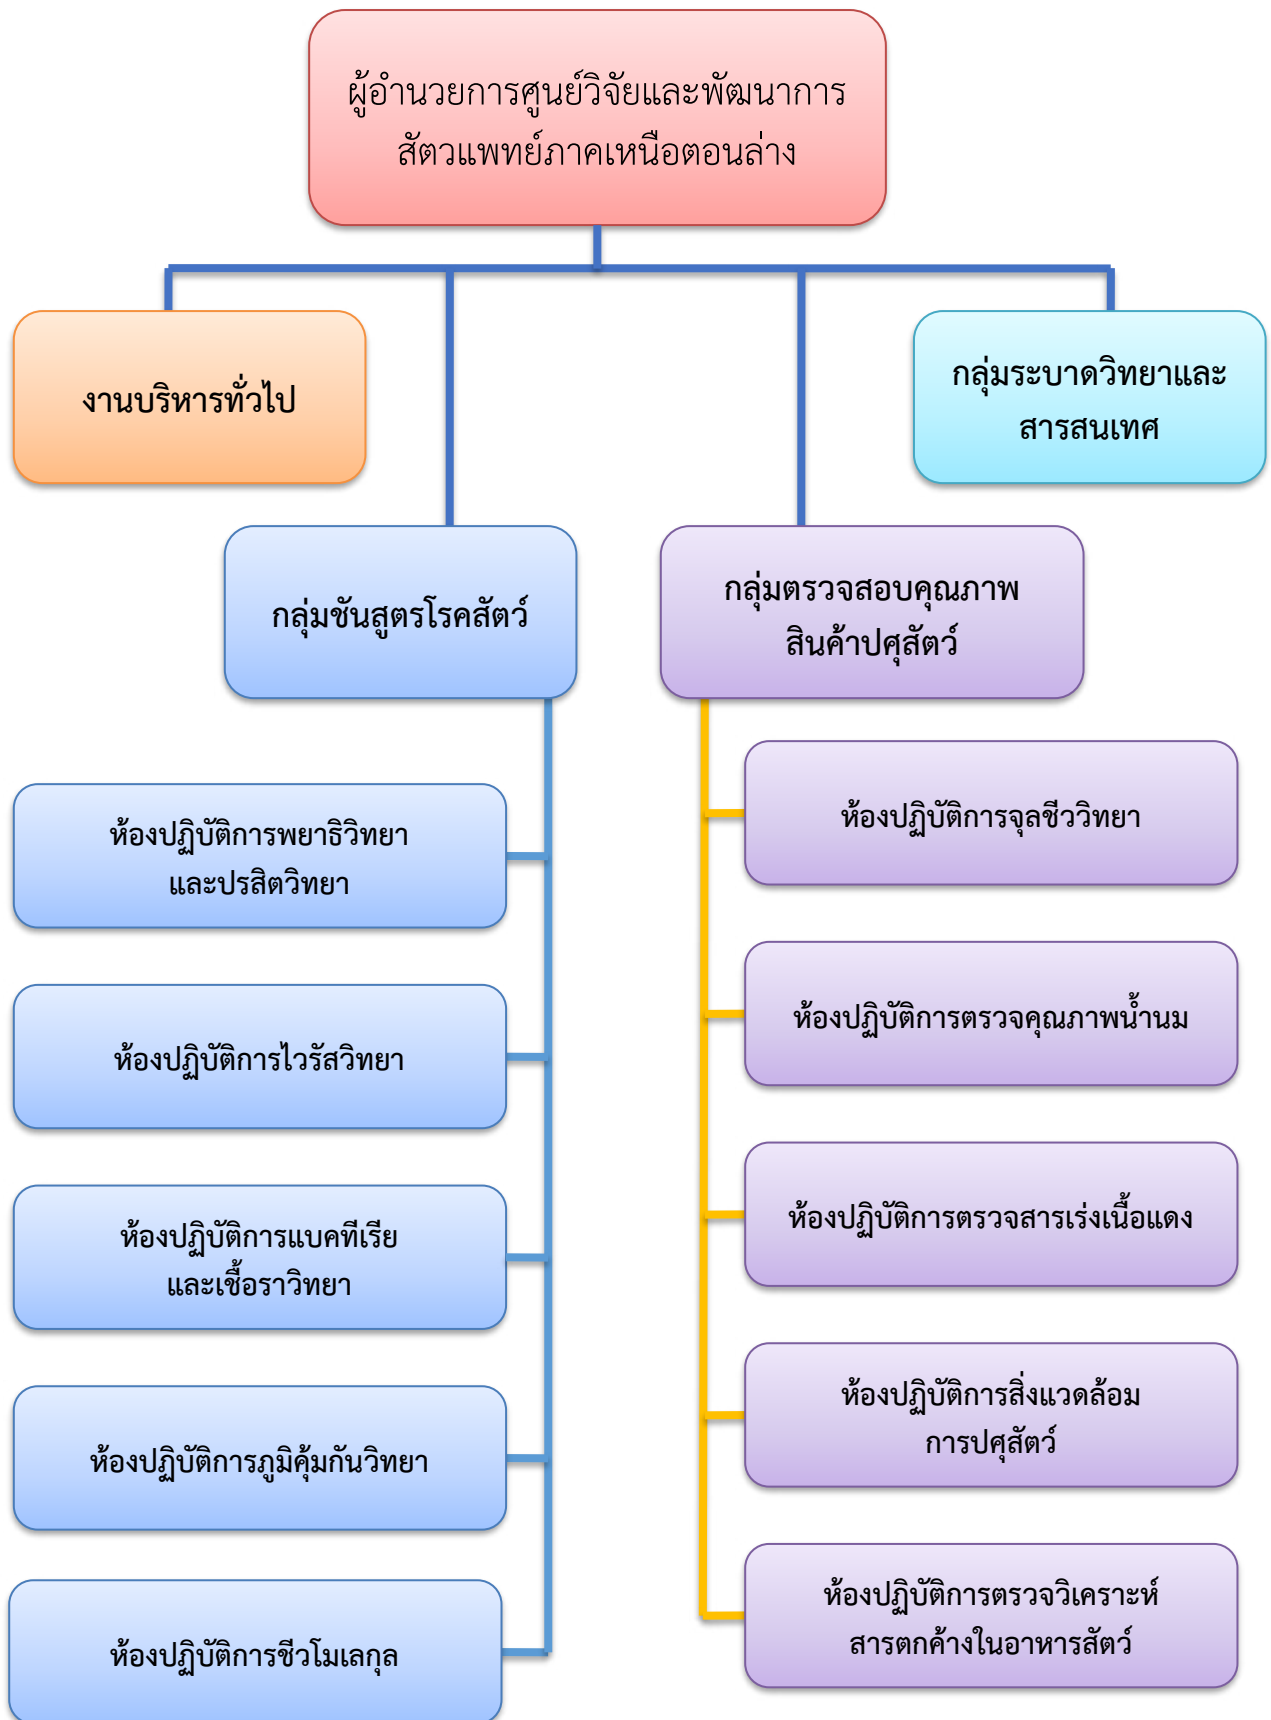 ผู้อำนวยการศูนย์วิจัยและพัฒนาการ
สัตวแพทย์ภาคเหนือตอนล่าง
งานบริหารทั่วไป
กลุ่มระบาดวิทยาและ
สารสนเทศ
กลุ่มชันสูตรโรคสัตว์
กลุ่มตรวจสอบคุณภาพ
สินค้าปศุสัตว์
ห้องปฏิบัติการพยาธิวิทยา
และปรสิตวิทยา
ห้องปฏิบัติการไวรัสวิทยา
ห้องปฏิบัติการแบคทีเรีย
และเชื้อราวิทยา
ห้องปฏิบัติการภูมิคุ้มกันวิทยา
ห้องปฏิบัติการชีวโมเลกุล
ห้องปฏิบัติการจุลชีววิทยา
ห้องปฏิบัติการตรวจคุณภาพน้ำนม
ห้องปฏิบัติการตรวจสารเร่งเนื้อแดง
ห้องปฏิบัติการสิ่งแวดล้อม
การปศุสัตว์
ห้องปฏิบัติการตรวจวิเคราะห์
สารตกค้างในอาหารสัตว์